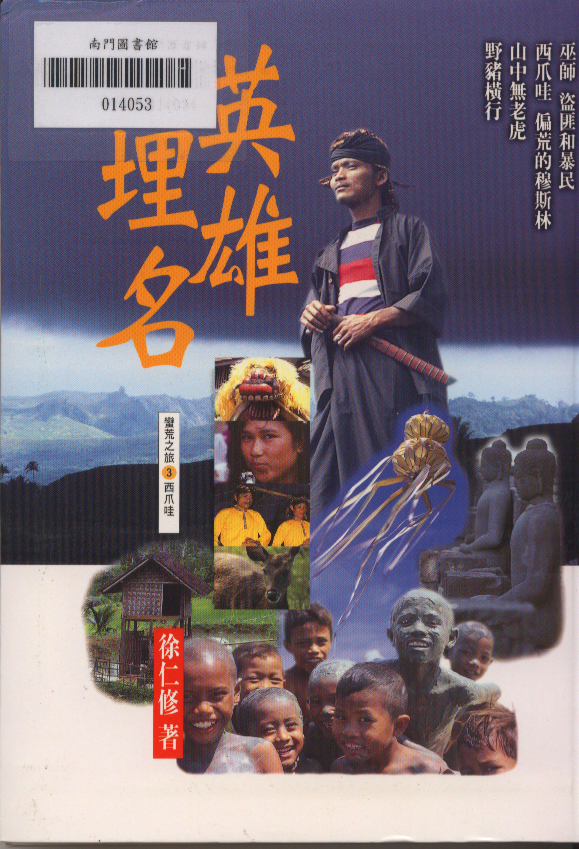 南門圖書館
014053
巫師 盜匪和暴民
西爪哇 偏荒的穆斯林
山中無老虎
野豬橫行
英雄
埋名
蠻荒之旅3西爪哇
徐仁修 著